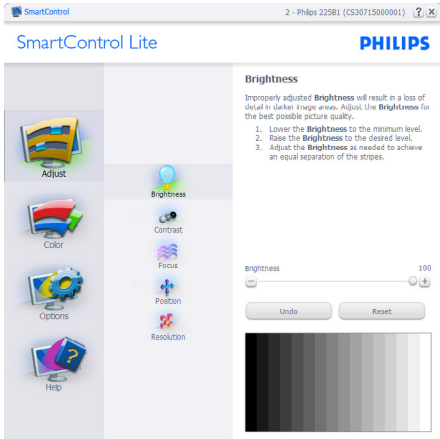 SmartControl
2 - Philips 225B1 (CS30715000001) ? X
SmartControl Lite
PHILIPS
Adjust
Color
Options
Help
Brightness
Contrast
Focus
Position
Resolution
Brightness
Improperly adjusted Brightness will result in a loss of
detail in darker image areas. Adjust the Brightness for
the best possible picture quality.
1. Lower the Brightness to the minimum level.
2. Raise the Brightness to the desired level.
3. Adjust the Brightness as needed to achieve
an equal separation of the stripes.
Brightness 100
Undo Reset